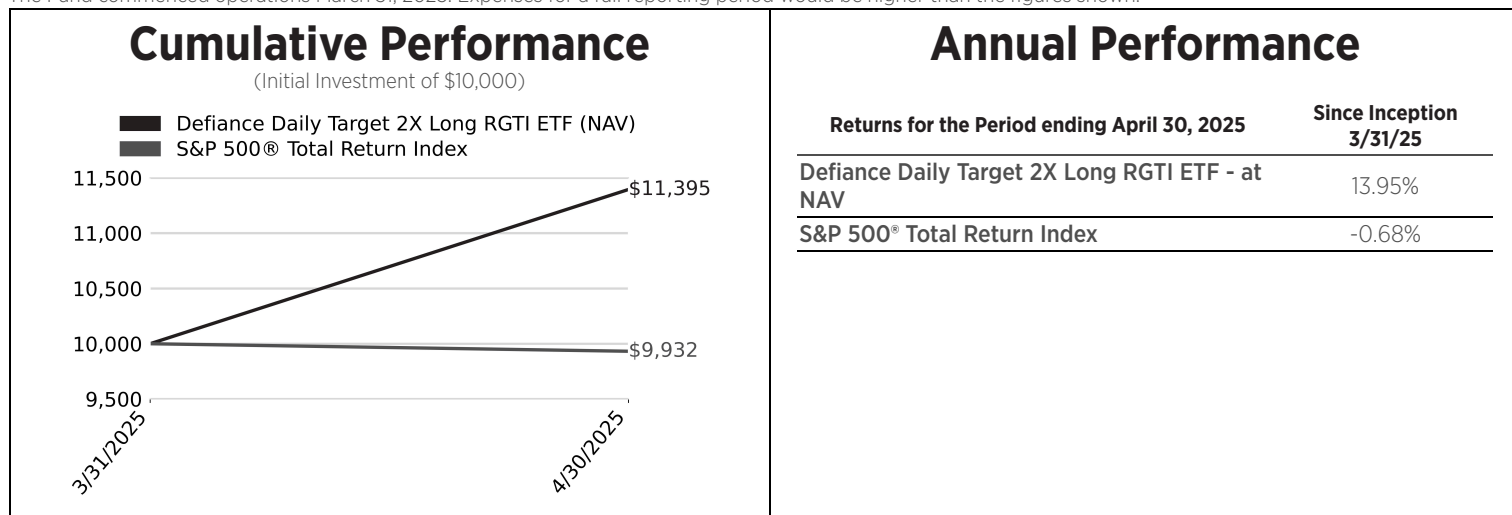 Cumulative Performance
(Initial Investment of $10,000)
Defiance Daily Target 2X Long RGTI ETF (NAV)
S&P 500® Total Return Index
11,500
11,000
10,500
10,000
9,500
$11,395
$9,932
3/31/2025
4/30/2025
Annual Performance
Returns for the Period ending April 30, 2025
Since Inception
3/31/25
Defiance Daily Target 2X Long RGTI ETF - at
NAV
13.95%
S&P 500® Total Return Index
-0.68%